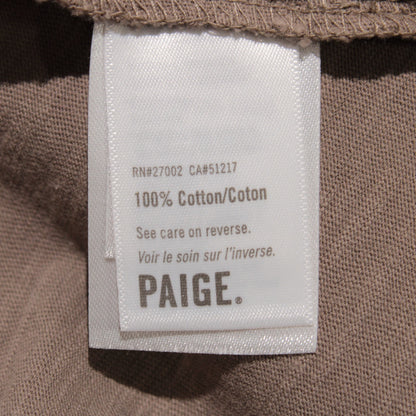 RN#27002 CA#51217
100% Cotton/Coton
See care on reverse.
Voir le soin sur l'inverse.
PAIGE®